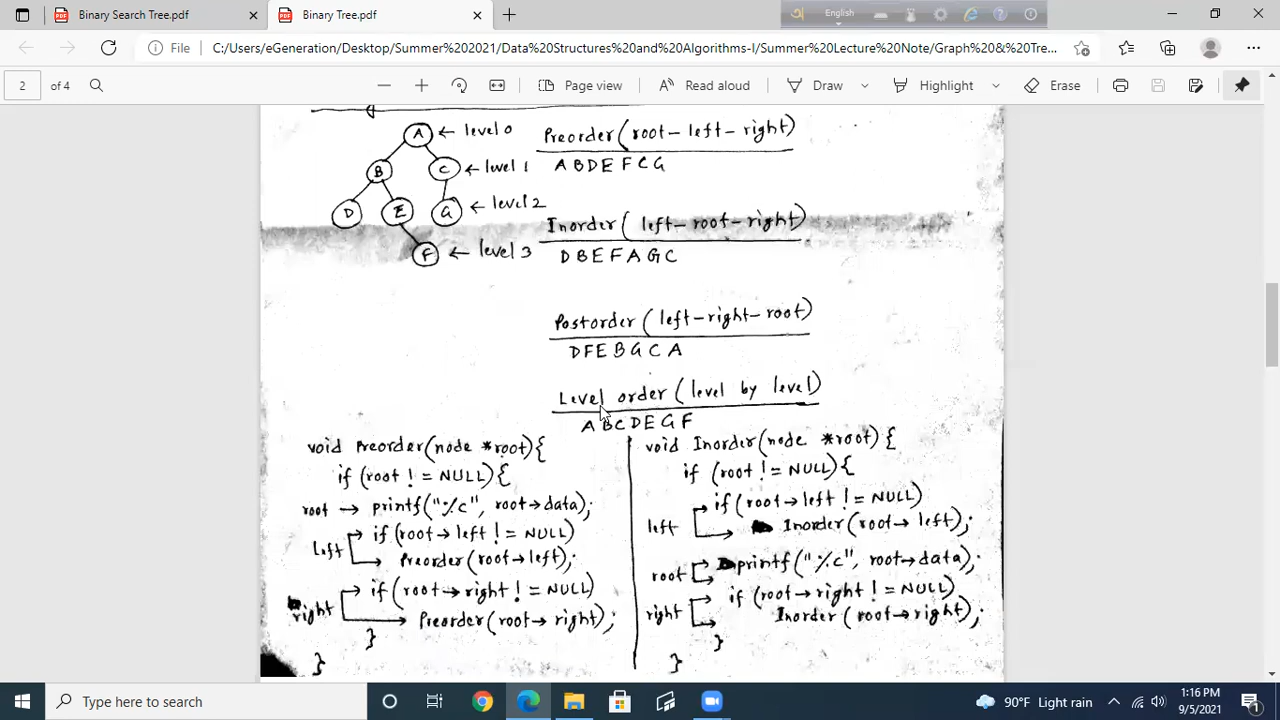 Binary Search Tree.pdf
Binary Tree.pdf
English
File
C:/Users/eGeneration/Desktop/Summer%202021/Data%20Structures%20and%20Algorithms-I/Summer%20Lecture%20Note/Graph%20&%20Tre...
2 of 4
Page view
Read aloud
Draw
Highlight
Erase
A ← level 0
B C ← level 1
D E G ← level 2
F ← level 3
Preorder (root - left - right)
A B D E F C G
Inorder ( left - root - right)
D B E F A G C
Postorder ( left - right - root)
D F E B G C A
Level order ( level by level)
A B C D E G F
void Preorder(node *root){
if (root != NULL){
root → printf("%c", root→data);
left if (root→left != NULL)
Preorder(root→left);
right if (root→right != NULL)
Preorder(root→right);
}
}
void Inorder(node *root){
if (root != NULL){
left if (root→left != NULL)
Inorder(root→left);
root printf("%c", root→data);
right if (root→right != NULL)
Inorder(root→right);
}
}
Type here to search
90°F Light rain
1:16 PM
9/5/2021